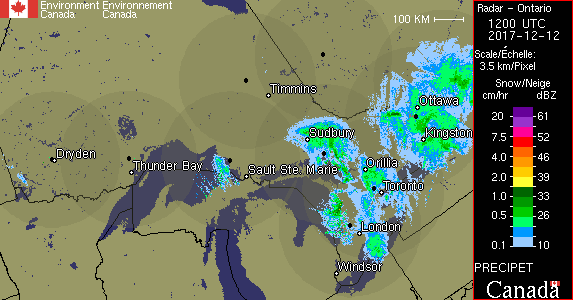 Environment Environnement
Canada Canada
100 KM
Radar - Ontario
1200 UTC
2017-12-12
Scale/Échelle:
3.5 km/Pixel
Snow/Neige
cm/hr dBZ
20 61
7.5 52
4.0 46
2.0 39
1.0 33
0.5 26
0.1 10
PRECIPET
Canada
Timmins
Ottawa
Sudbury
Kingston
Dryden
Thunder Bay
Sault Ste. Marie
Orillia
Toronto
London
Windsor